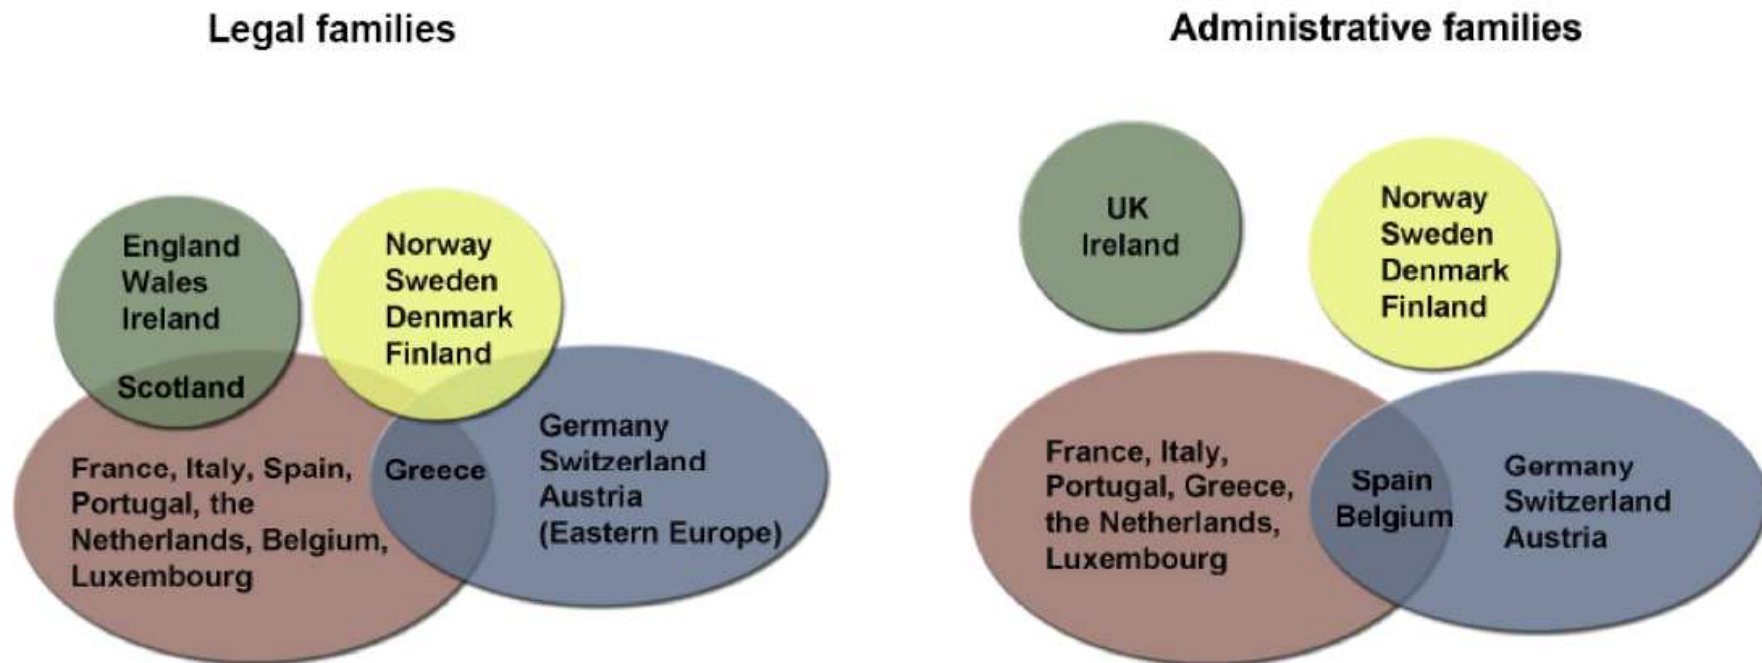 Legal families
Administrative families
England
Wales
Ireland
Scotland
Norway
Sweden
Denmark
Finland
France, Italy, Spain,
Portugal, the
Netherlands, Belgium,
Luxembourg
Greece
Germany
Switzerland
Austria
(Eastern Europe)
UK
Ireland
Norway
Sweden
Denmark
Finland
France, Italy,
Portugal, Greece,
the Netherlands,
Luxembourg
Spain
Belgium
Germany
Switzerland
Austria